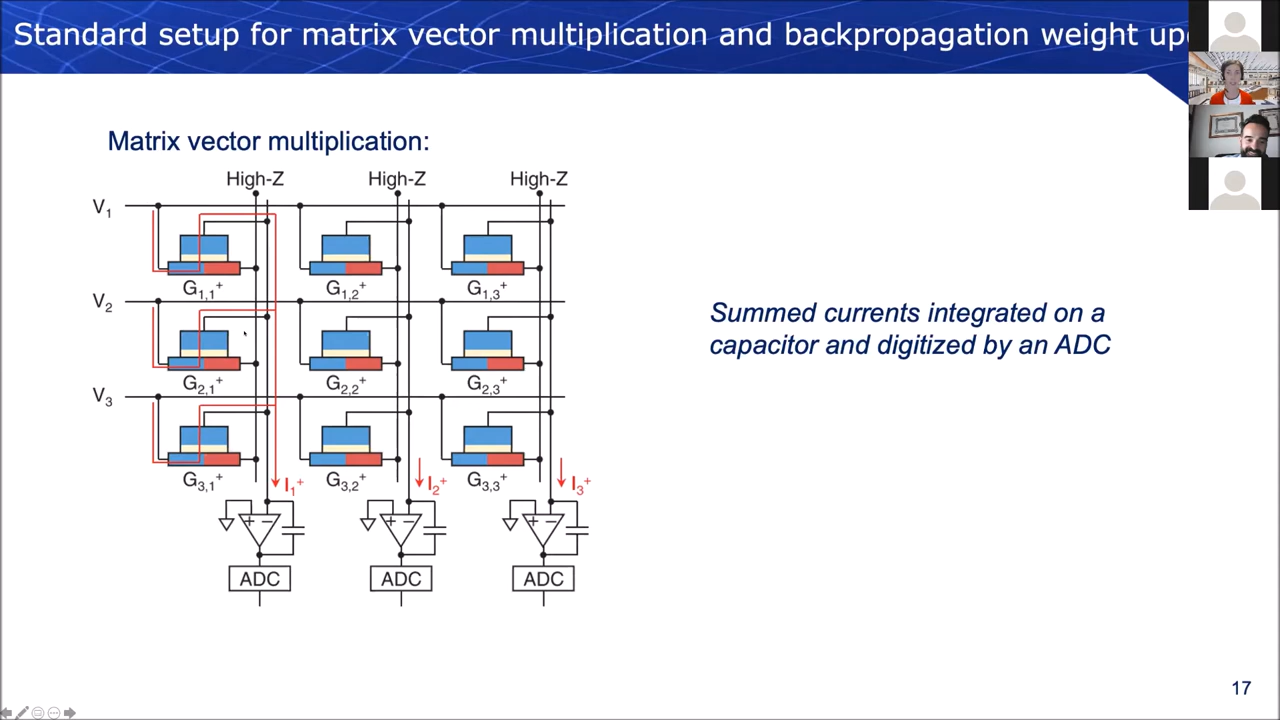 Standard setup for matrix vector multiplication and backpropagation weight up
Matrix vector multiplication:
High-Z High-Z High-Z
V1
G1,1+ G1,2+ G1,3+
V2
Summed currents integrated on a
capacitor and digitized by an ADC
G2,1+ G2,2+ G2,3+
V3
G3,1+ G3,2+ G3,3+
I1+ I2+ I3+
+ − + − + −
ADC ADC ADC
17